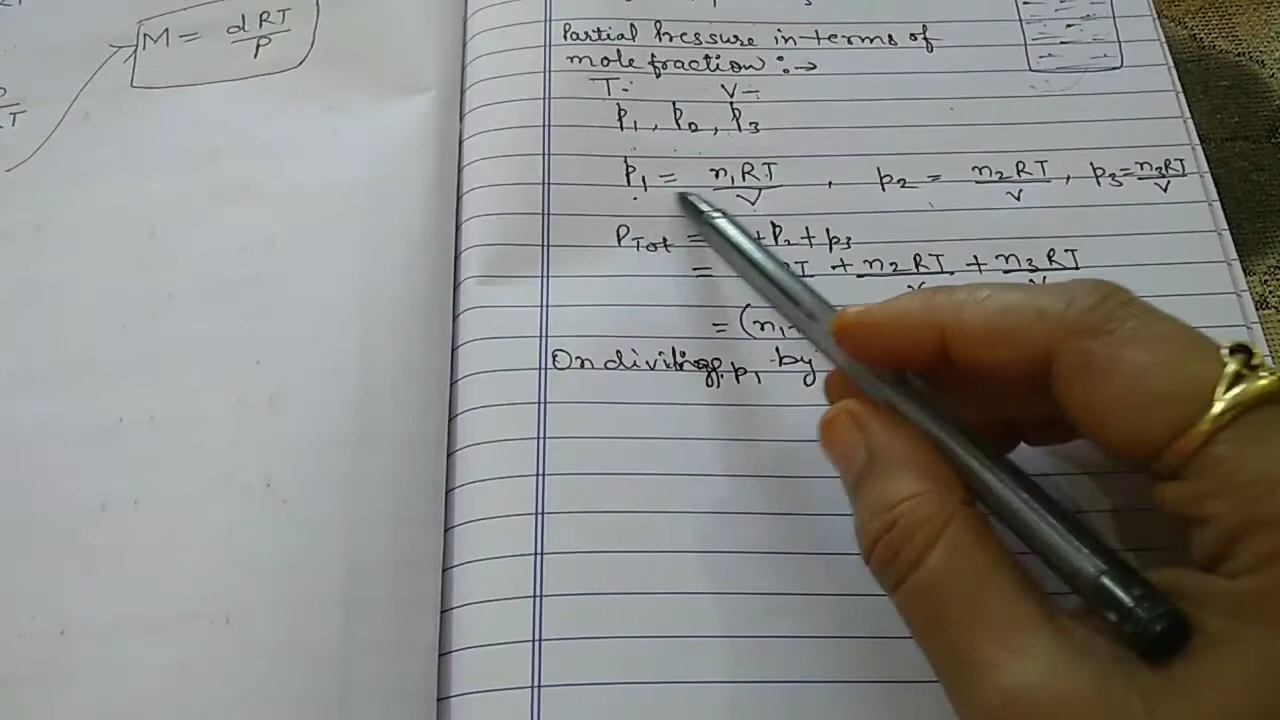 M = dRT/P
Partial Pressure in terms of
mole fraction :→
T- V-
p1, p2, p3
p1 = n1RT/V , p2 = n2RT/V , p3 = n3RT/V
PTot = + P2 + p3
= + n2RT + n3RT
= (n1
On dividing p1 by